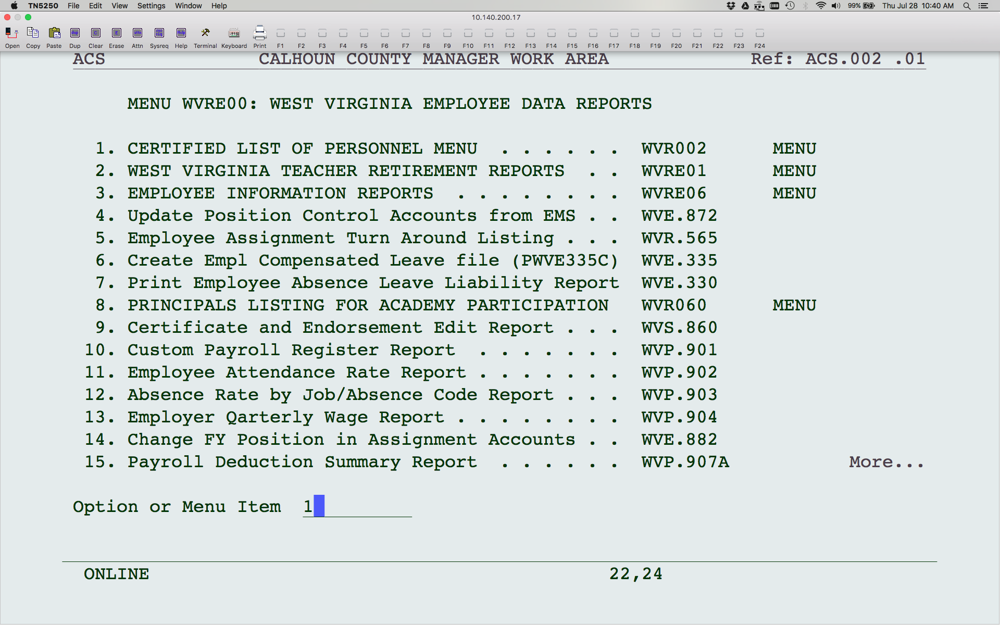 TN5250 File Edit View Settings Window Help 99% Thu Jul 28 10:40 AM
10.140.200.17
Open Copy Paste Dup Clear Erase Attn Sysreq Help Terminal Keyboard Print F1 F2 F3 F4 F5 F6 F7 F8 F9 F10 F11 F12 F13 F14 F15 F16 F17 F18 F19 F20 F21 F22 F23 F24
ACS CALHOUN COUNTY MANAGER WORK AREA Ref: ACS.002 .01
MENU WVRE00: WEST VIRGINIA EMPLOYEE DATA REPORTS
1. CERTIFIED LIST OF PERSONNEL MENU . . . . . . WVR002 MENU
2. WEST VIRGINIA TEACHER RETIREMENT REPORTS . . WVRE01 MENU
3. EMPLOYEE INFORMATION REPORTS . . . . . . . . WVRE06 MENU
4. Update Position Control Accounts from EMS . . WVE.872
5. Employee Assignment Turn Around Listing . . . WVR.565
6. Create Empl Compensated Leave file (PWVE335C) WVE.335
7. Print Employee Absence Leave Liability Report WVE.330
8. PRINCIPALS LISTING FOR ACADEMY PARTICIPATION WVR060 MENU
9. Certificate and Endorsement Edit Report . . . WVS.860
10. Custom Payroll Register Report . . . . . . . WVP.901
11. Employee Attendance Rate Report . . . . . . . WVP.902
12. Absence Rate by Job/Absence Code Report . . . WVP.903
13. Employer Qarterly Wage Report . . . . . . . . WVP.904
14. Change FY Position in Assignment Accounts . . WVE.882
15. Payroll Deduction Summary Report . . . . . . WVP.907A More...
Option or Menu Item 1
ONLINE 22,24